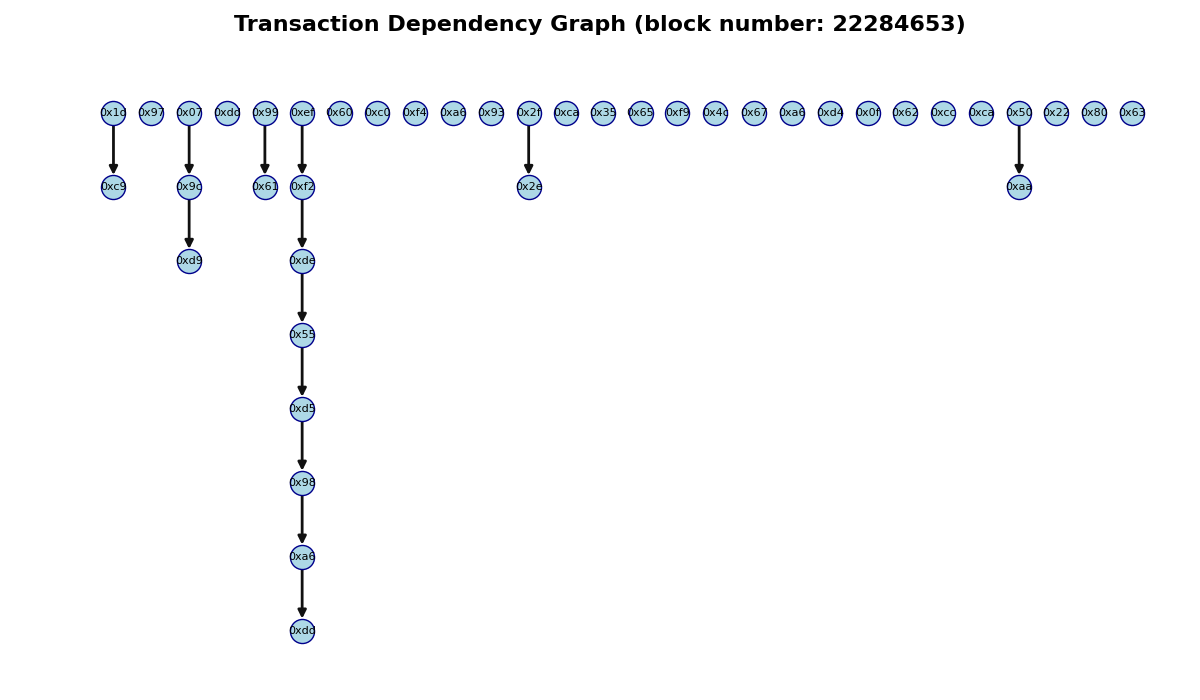 Transaction Dependency Graph (block number: 22284653)
0x1d 0x97 0x07 0xdd 0x99 0xef 0x60 0xc0 0xf4 0xa6 0x93 0x2f 0xca 0x35 0x65 0xf9 0x4c 0x67 0xa6 0xd4 0x0f 0x62 0xcc 0xca 0x50 0x22 0x80 0x63
0xc9 0x9c 0x61 0xf2 0x2e 0xaa
0xd9 0xde
0x55
0xd5
0x98
0xa6
0xdd